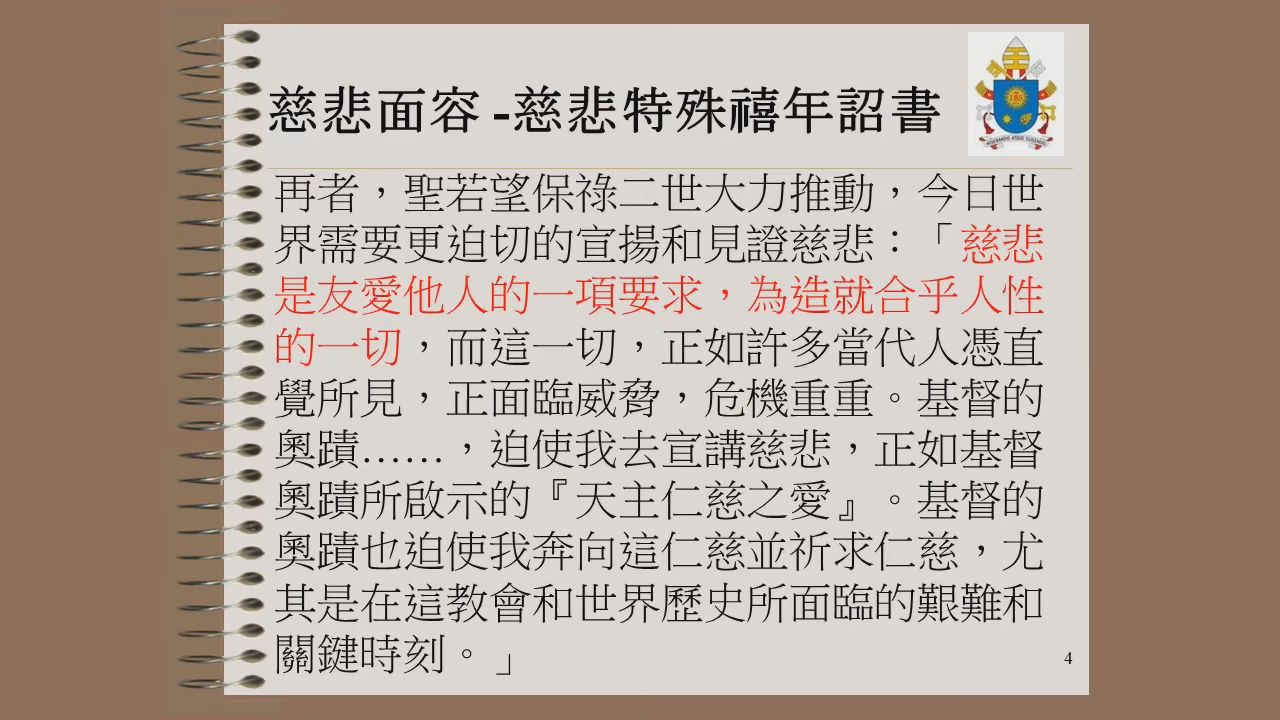 慈悲面容 -慈悲特殊禧年詔書
再者，聖若望保祿二世大力推動，今日世
界需要更迫切的宣揚和見證慈悲：「慈悲
是友愛他人的一項要求，為造就合乎人性
的一切，而這一切，正如許多當代人憑直
覺所見，正面臨威脅，危機重重。基督的
奧蹟……，迫使我去宣講慈悲，正如基督
奧蹟所啟示的『天主仁慈之愛』。基督的
奧蹟也迫使我奔向這仁慈並祈求仁慈，尤
其是在這教會和世界歷史所面臨的艱難和
關鍵時刻。」
4